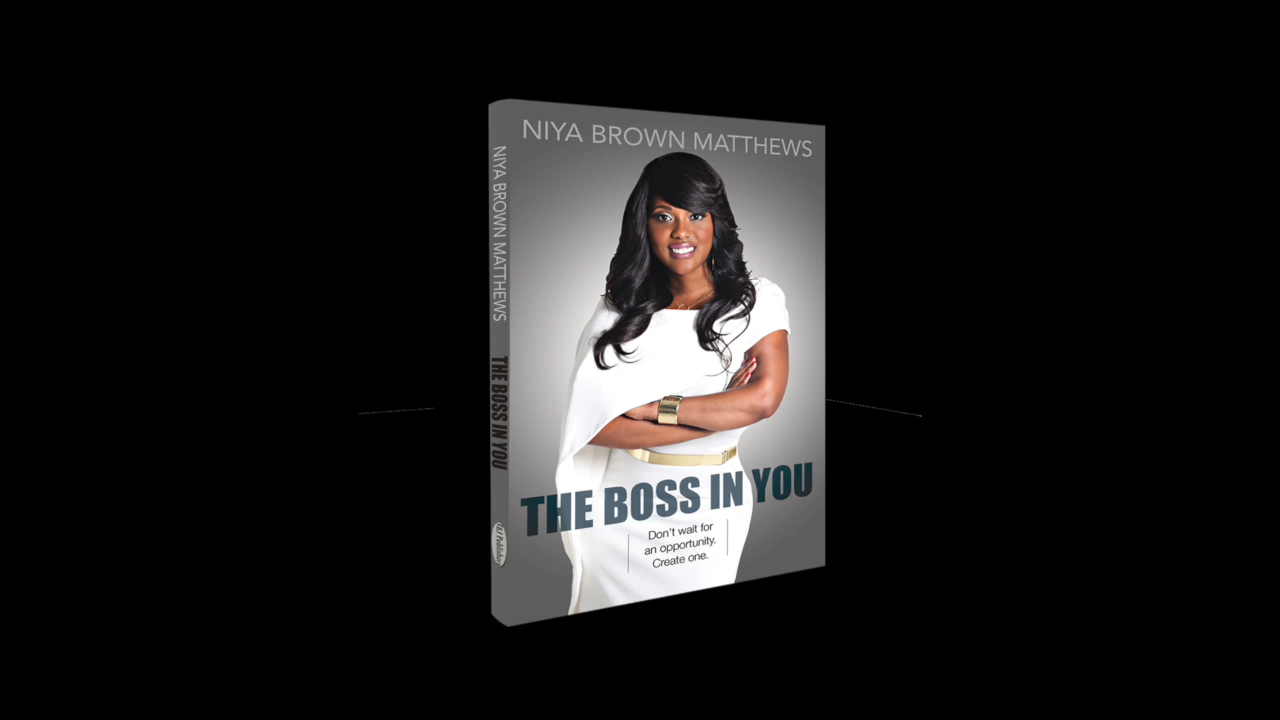 NIYA BROWN MATTHEWS
THE BOSS IN YOU
Don't wait for
an opportunity.
Create one.
NIYA BROWN MATTHEWS
THE BOSS IN YOU